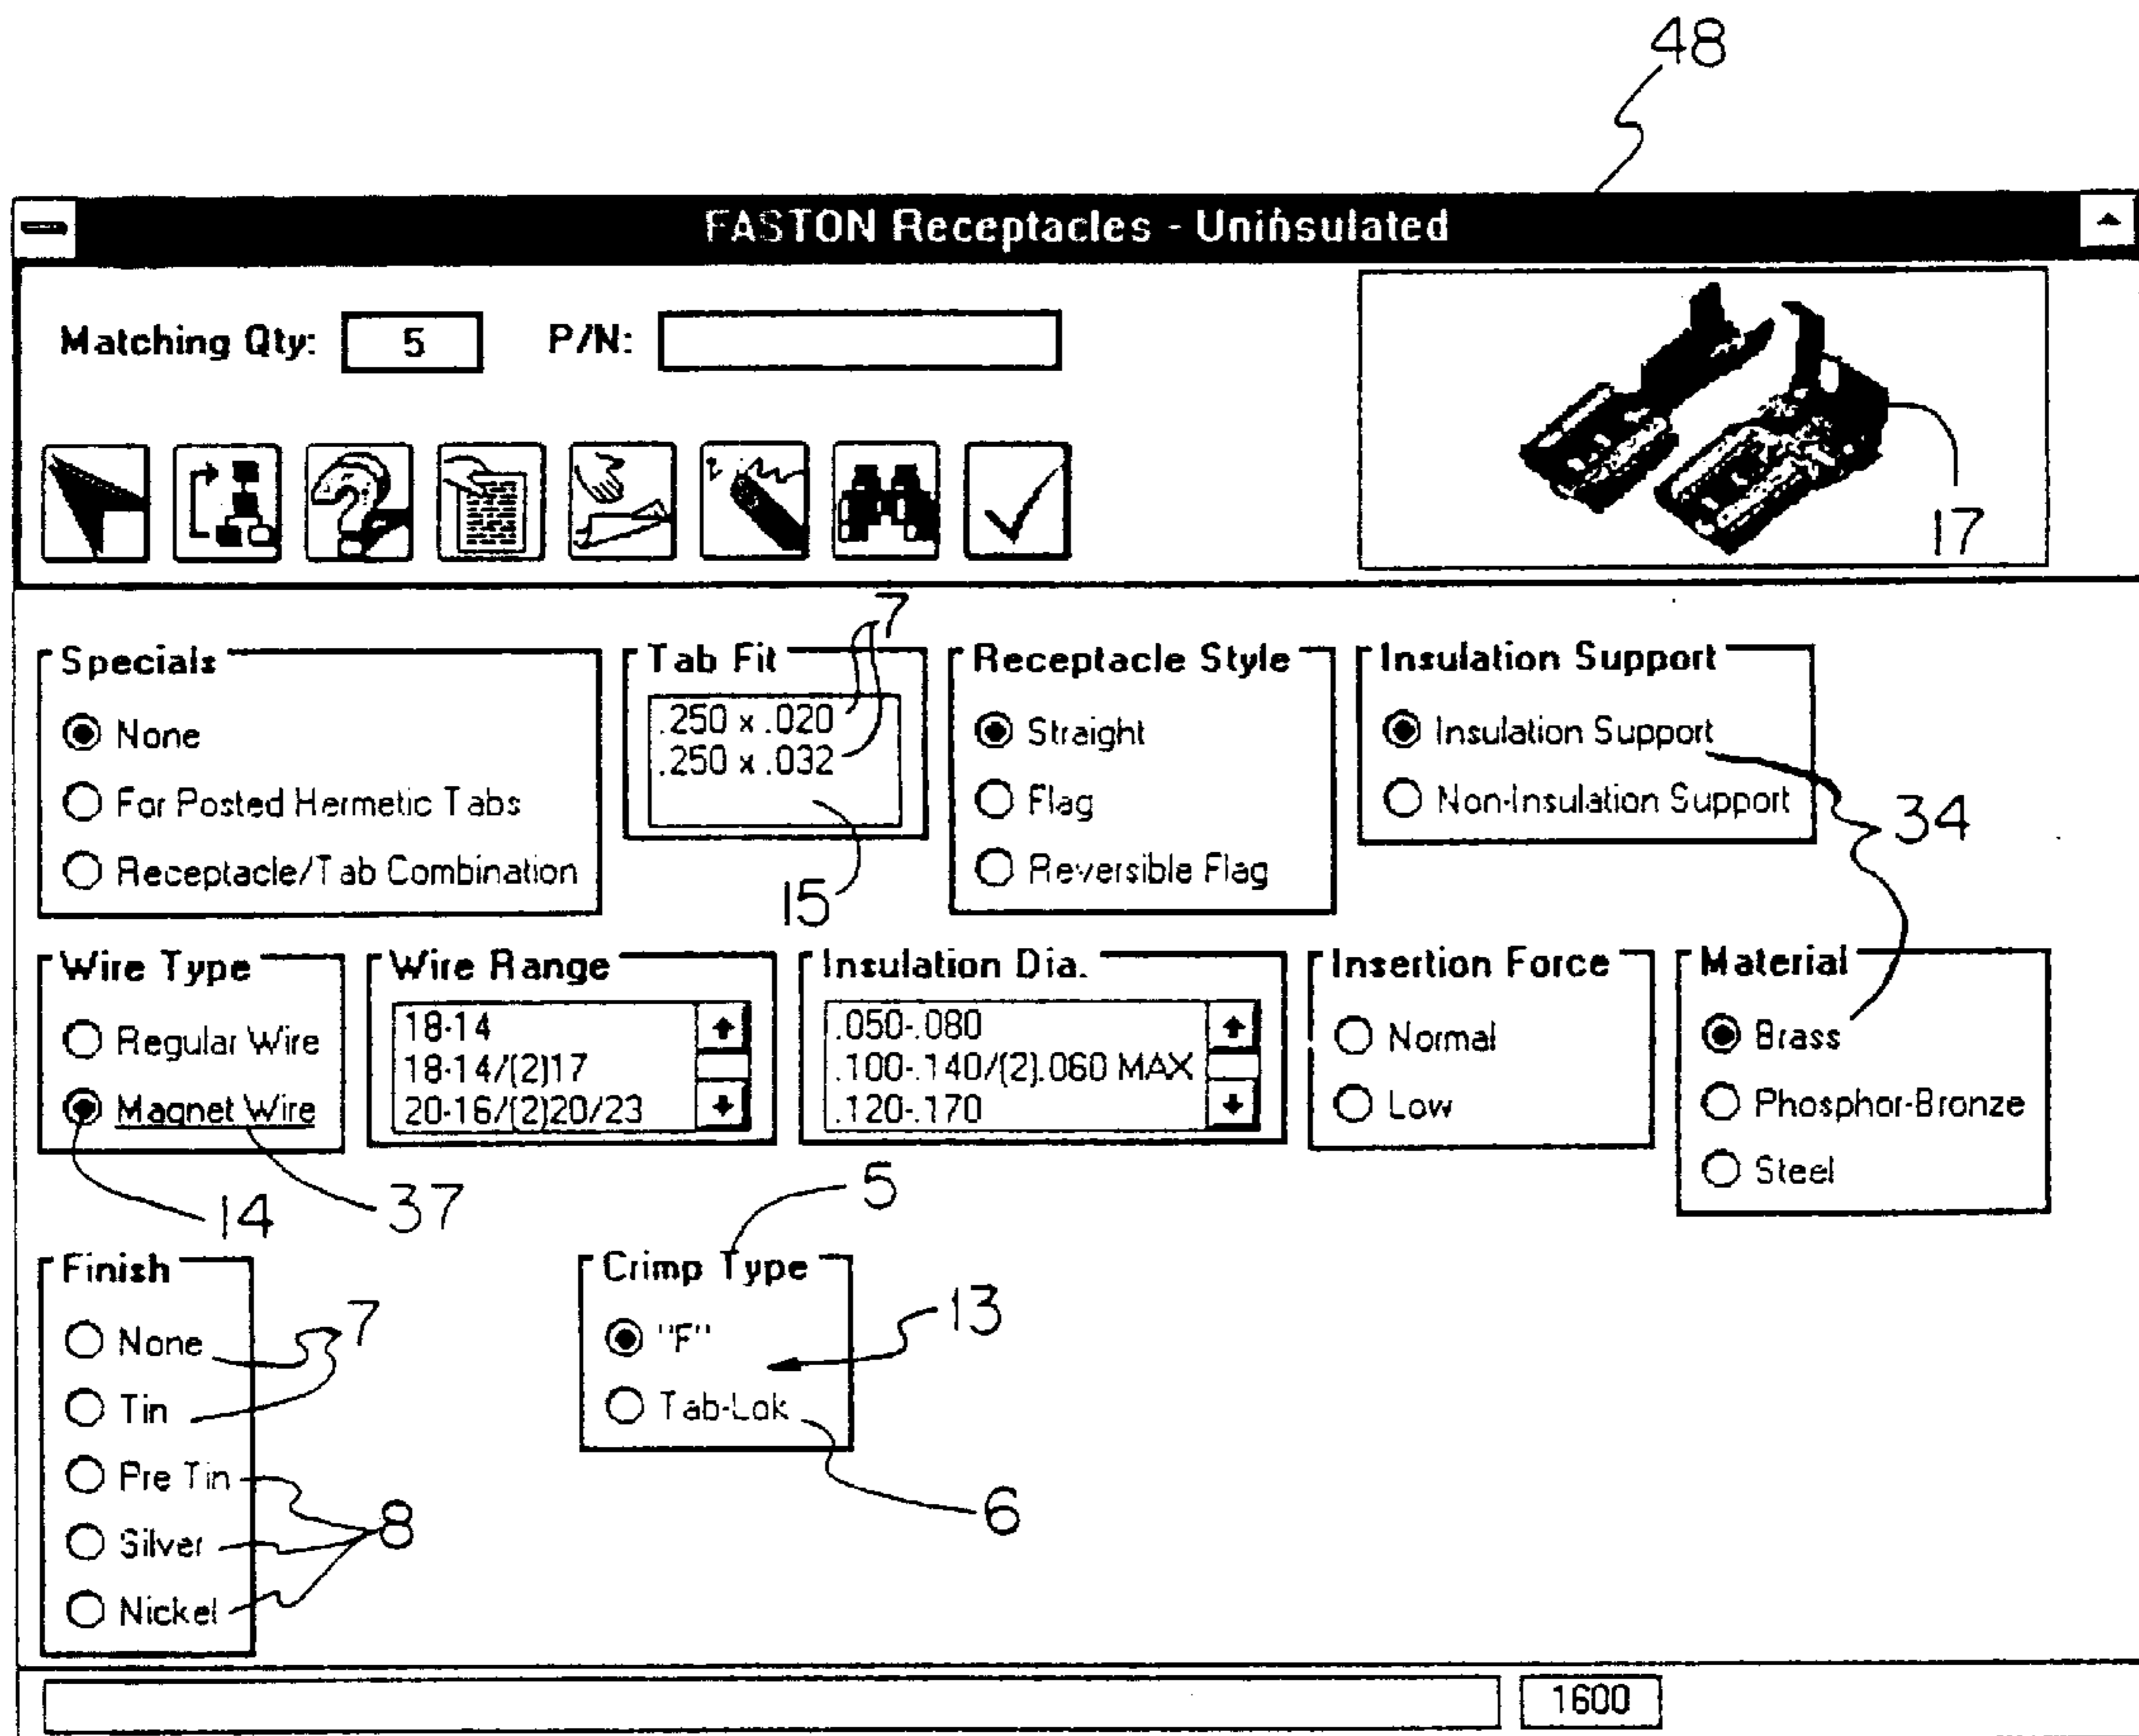 48
FASTON Receptacles - Uninsulated
Matching Qty: 5 P/N:
17
7
Specials
None
For Posted Hermetic Tabs
Receptacle/Tab Combination
Tab Fit
.250 x .020
.250 x .032
15
Receptacle Style
Straight
Flag
Reversible Flag
Insulation Support
Insulation Support
Non-Insulation Support
34
Wire Type
Regular Wire
Magnet Wire
14
37
Wire Range
18-14
18-14/(2)17
20-16/(2)20/23
Insulation Dia.
.050-.080
.100-.140/(2).060 MAX
.120-.170
Insertion Force
Normal
Low
Material
Brass
Phosphor-Bronze
Steel
Finish
None
Tin
Pre Tin
Silver
Nickel
7
8
5
Crimp Type
"F"
Tab-Lok
13
6
1600